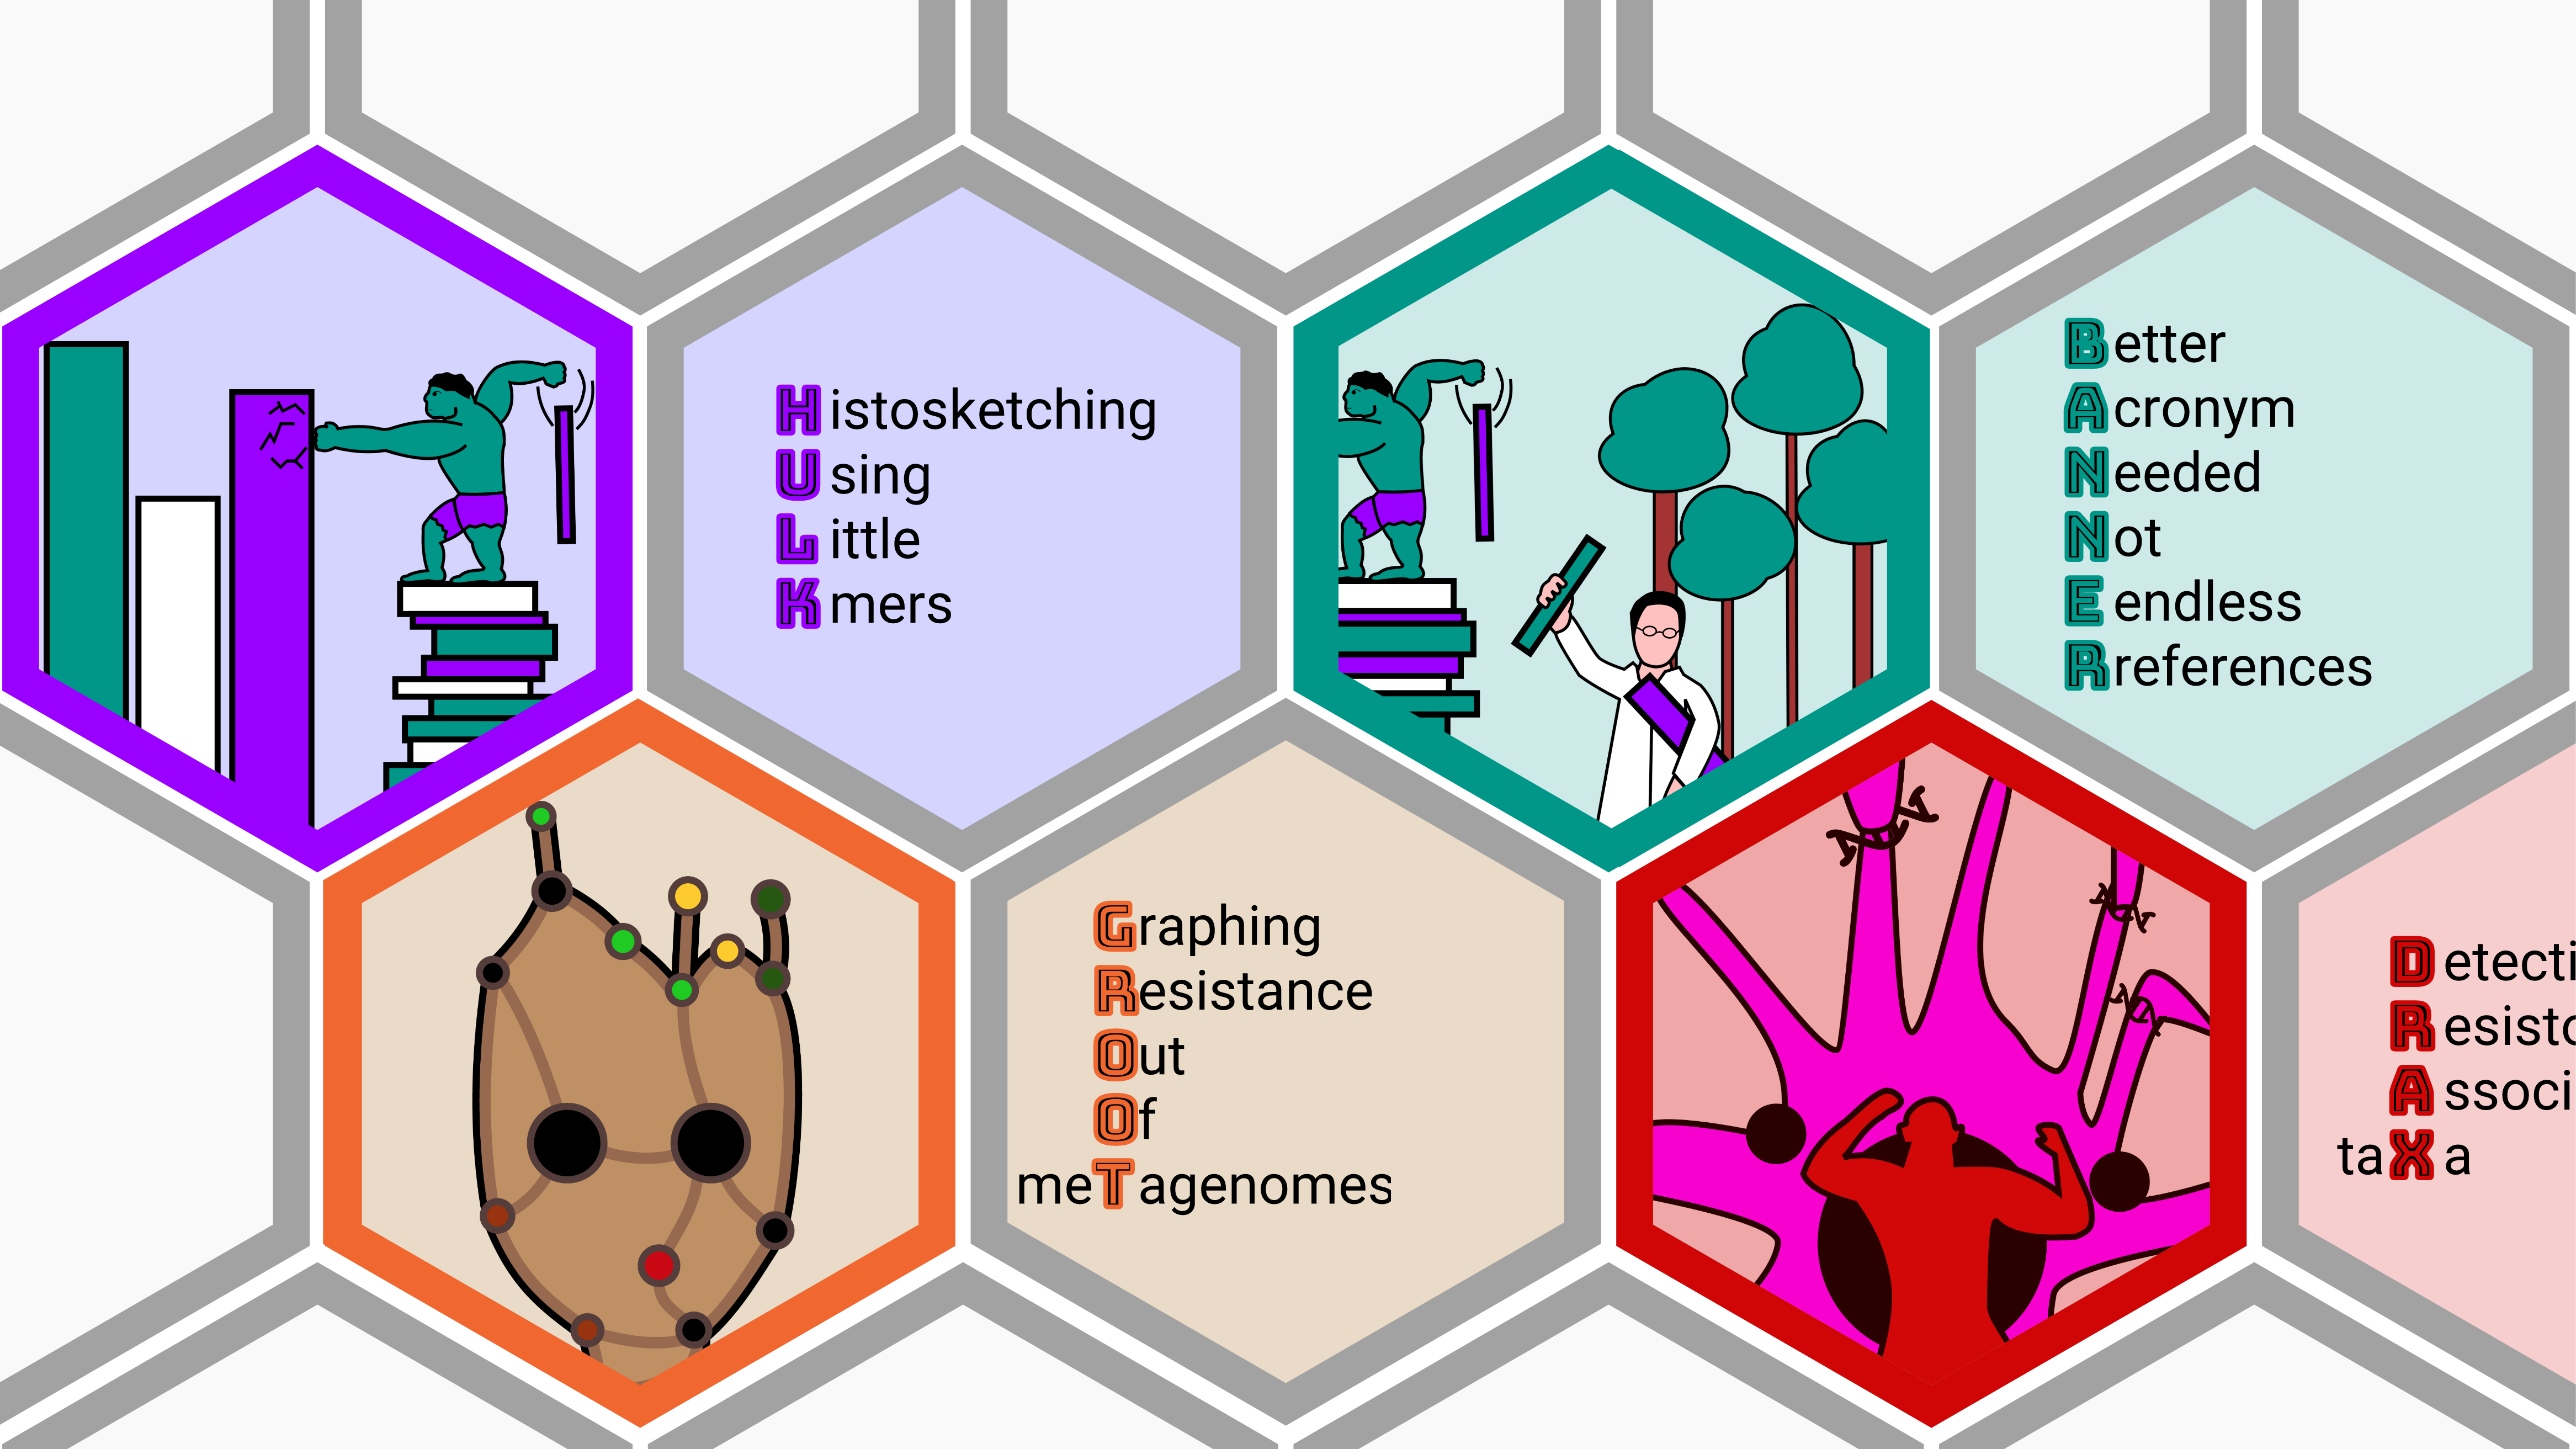 Histosketching
Using
Little
Kmers
Better
Acronym
Needed
Not
Eendless
Rreferences
Graphing
Resistance
Out
Of
meTagenomes
Detecti
Resisto
Associ
taXa